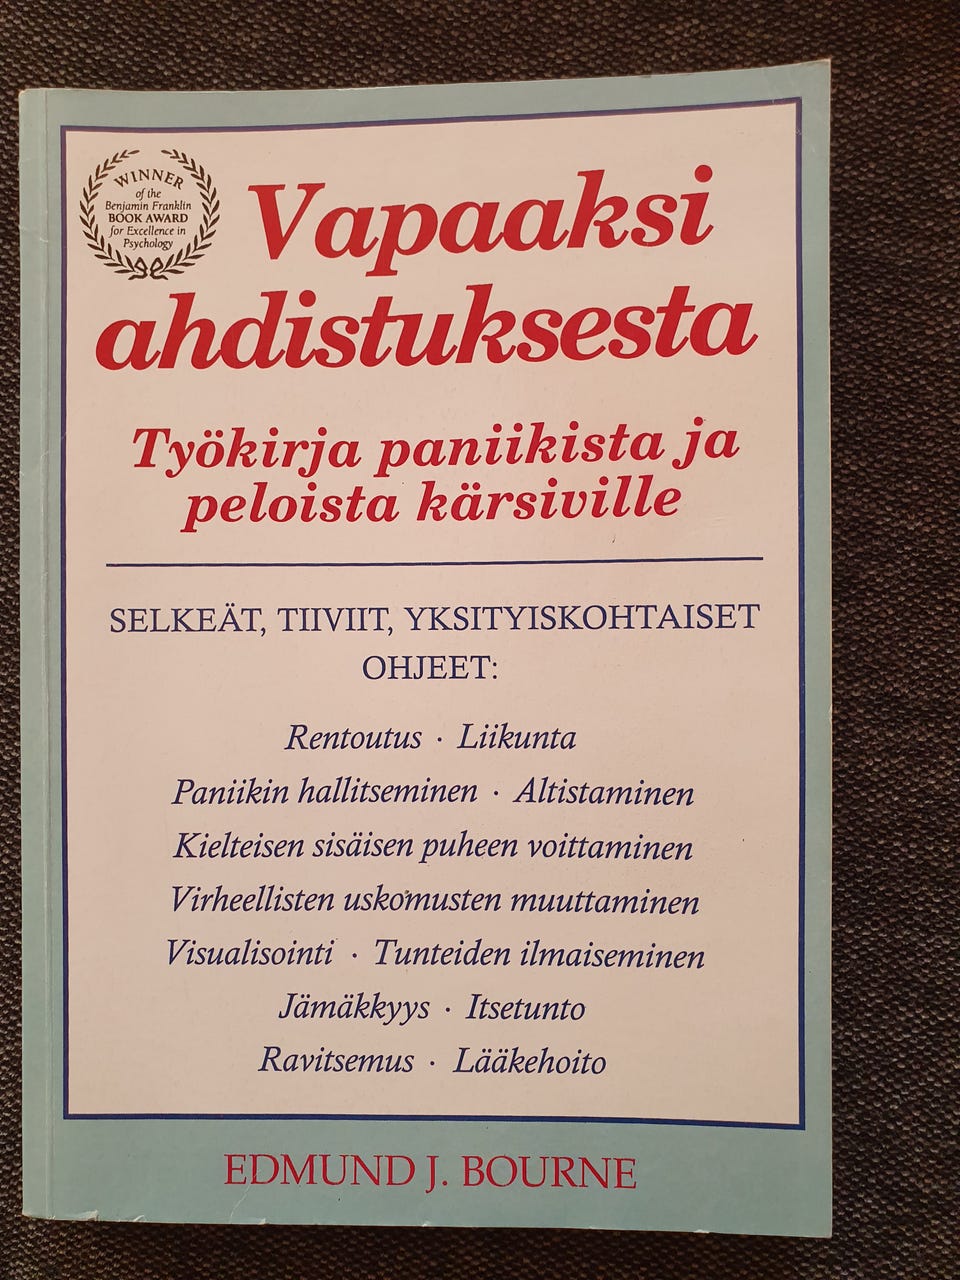 WINNER
of the
Benjamin Franklin
BOOK AWARD
for Excellence in
Psychology
Vapaaksi
ahdistuksesta
Työkirja paniikista ja
peloista kärsiville
SELKEÄT, TIIVIIT, YKSITYISKOHTAISET
OHJEET:
Rentoutus · Liikunta
Paniikin hallitseminen · Altistaminen
Kielteisen sisäisen puheen voittaminen
Virheellisten uskomusten muuttaminen
Visualisointi · Tunteiden ilmaiseminen
Jämäkkyys · Itsetunto
Ravitsemus · Lääkehoito
EDMUND J. BOURNE